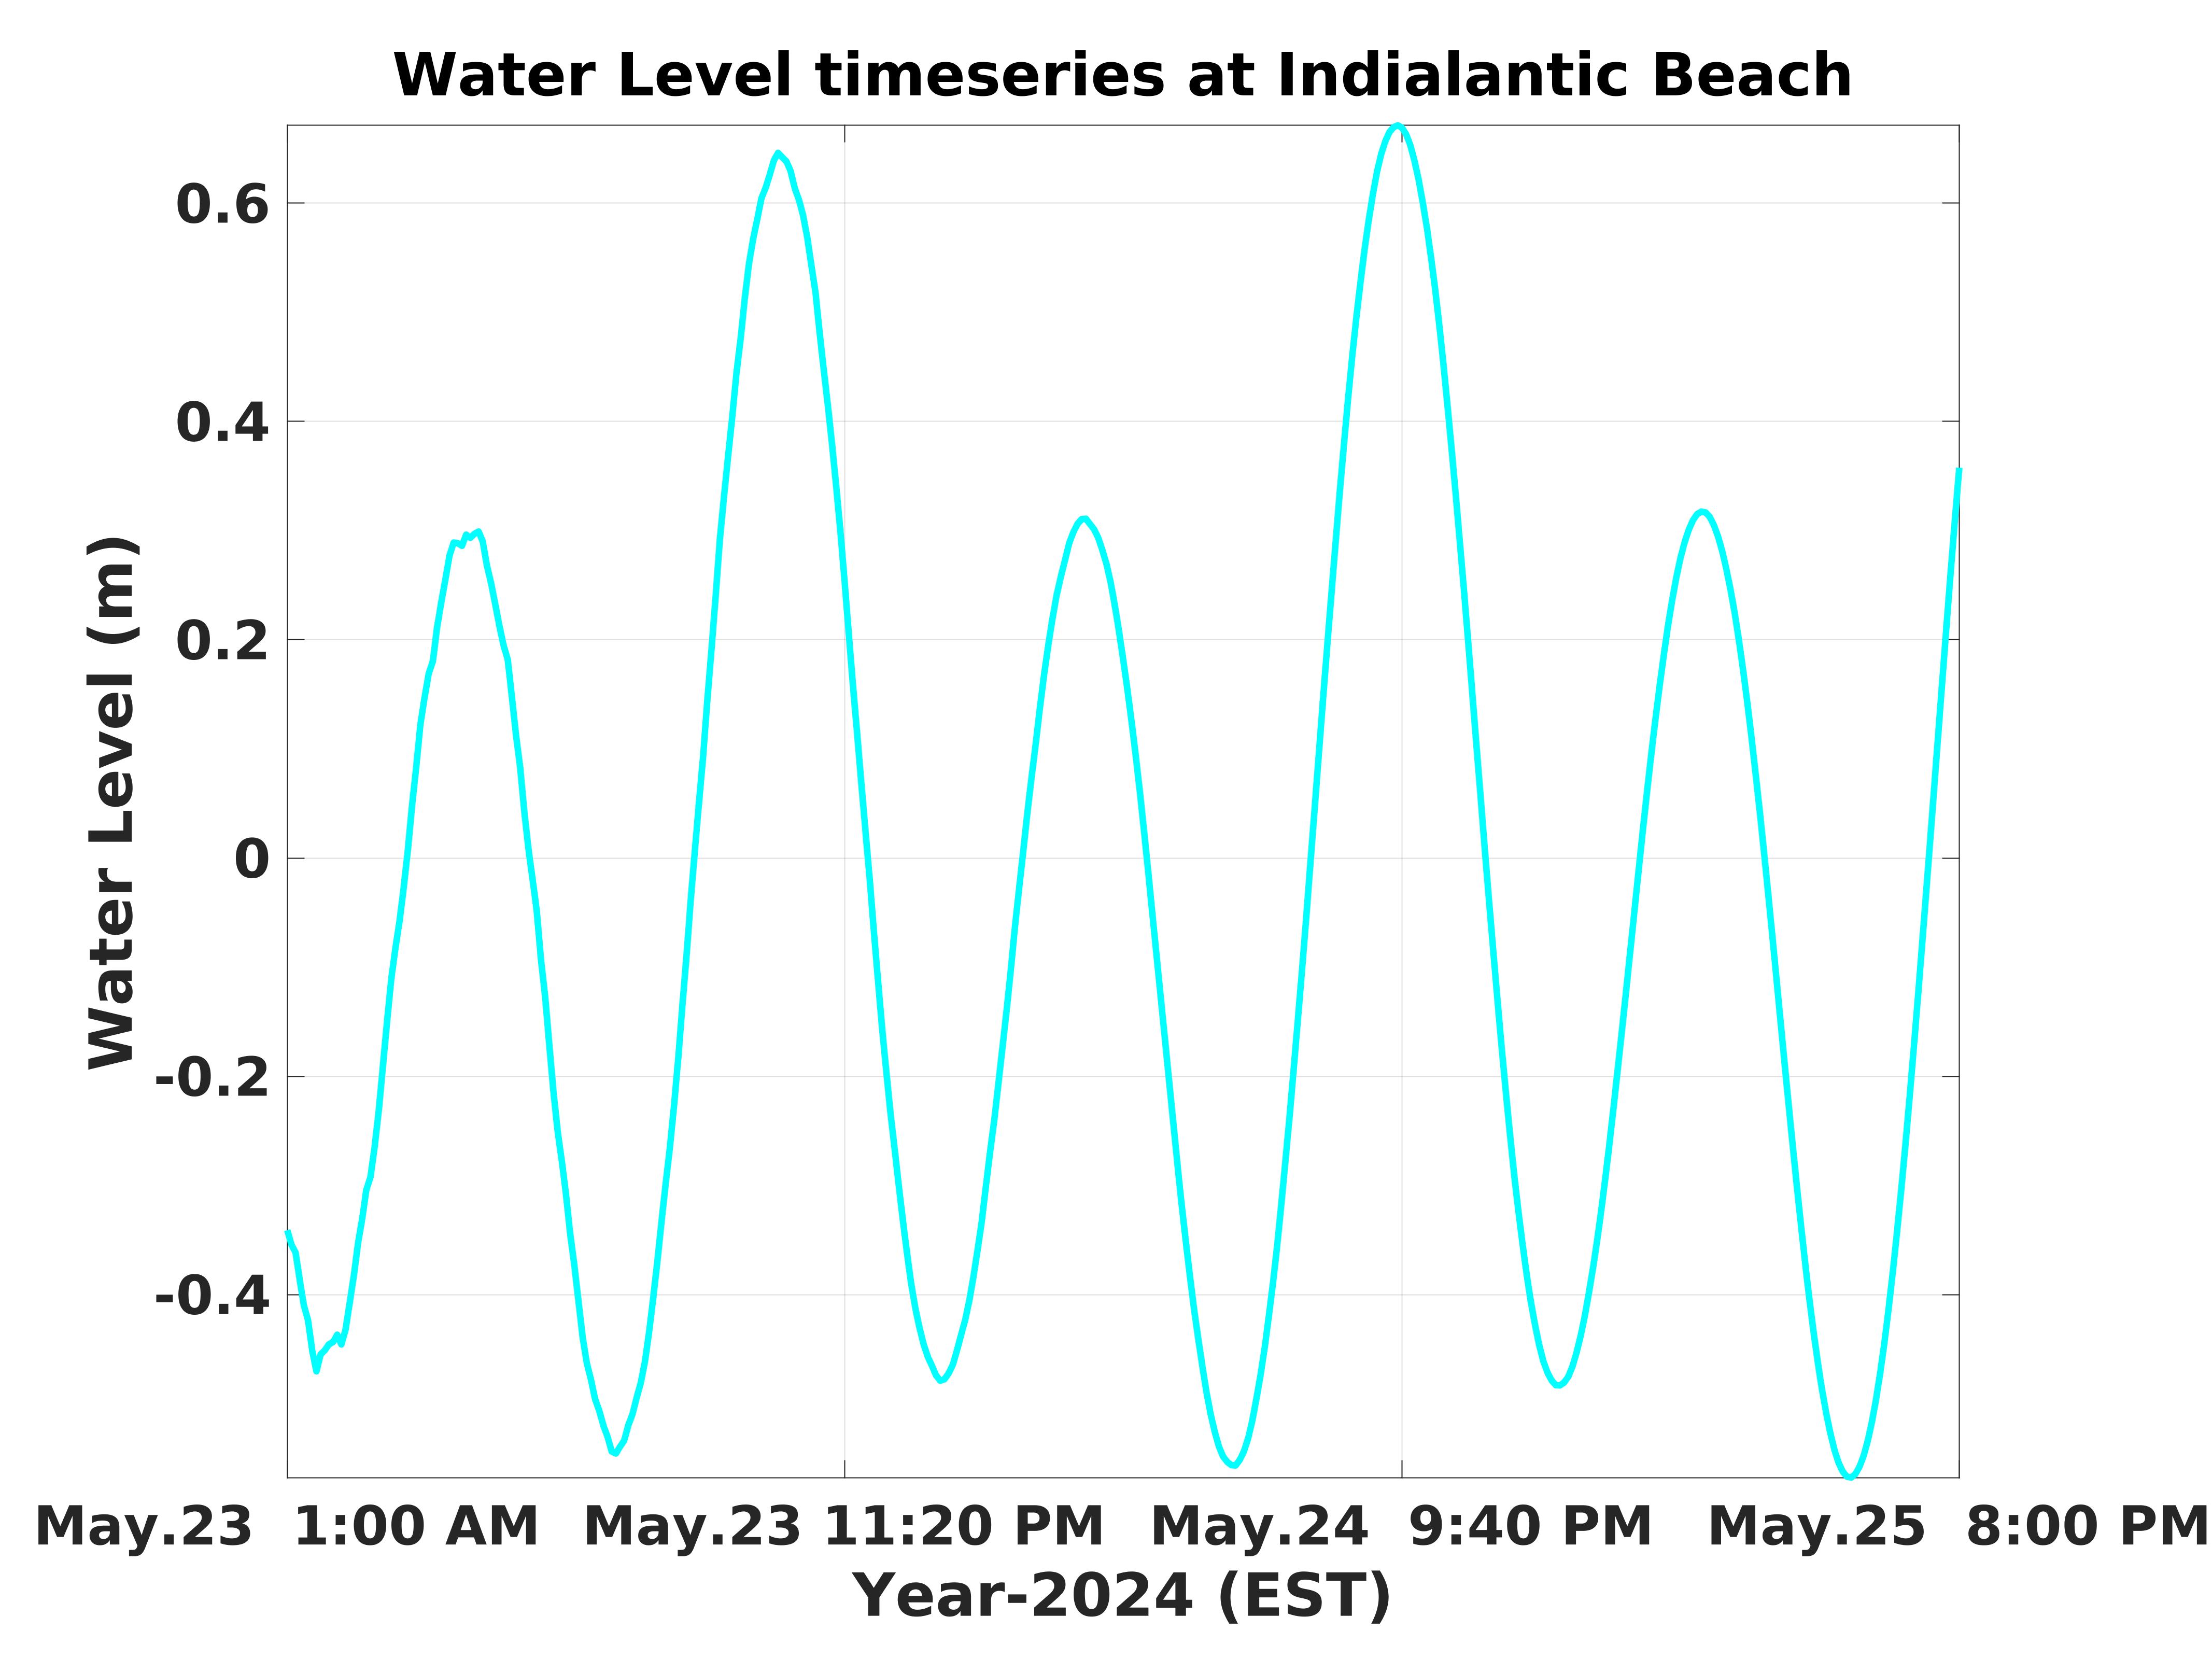 Water Level timeseries at Indialantic Beach
Water Level (m)
0.6
0.4
0.2
0
-0.2
-0.4
May.23 1:00 AM May.23 11:20 PM May.24 9:40 PM May.25 8:00 PM
Year-2024 (EST)